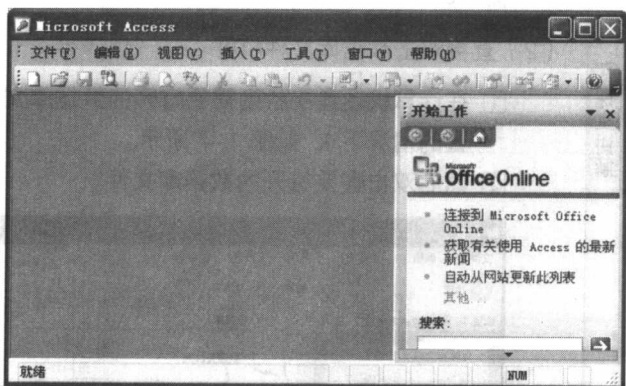 Microsoft Access
文件(F) 编辑(E) 视图(V) 插入(I) 工具(T) 窗口(W) 帮助(H)
开始工作
Microsoft
Office Online
连接到 Microsoft Office
Online
获取有关使用 Access 的最新
新闻
自动从网站更新此列表
其他...
搜索:
就绪
NUM